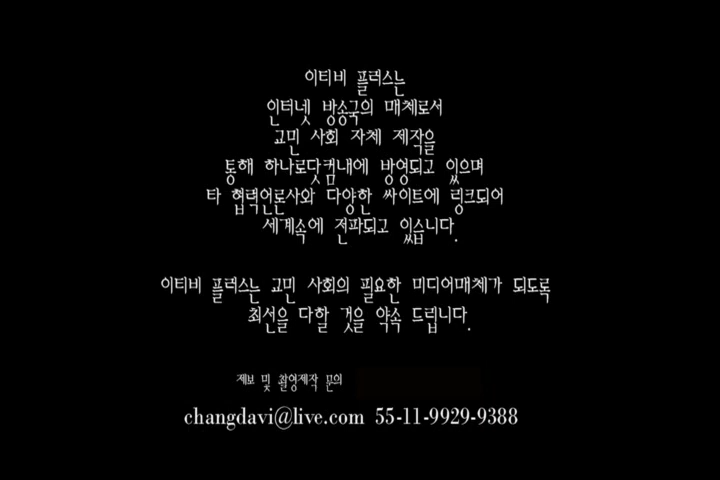 이티비 플러스는
인터넷 방송국의 매체로서
교민 사회 자체 제작을
통해 하나로닷컴내에 방영되고 있으며
타 협력언론사와 다양한 싸이트에 링크되어
세계속에 전파되고 있습니다.
이티비 플러스는 교민 사회의 필요한 미디어매체가 되도록
최선을 다할 것을 약속 드립니다.
제보 및 촬영제작 문의
changdavi@live.com 55-11-9929-9388